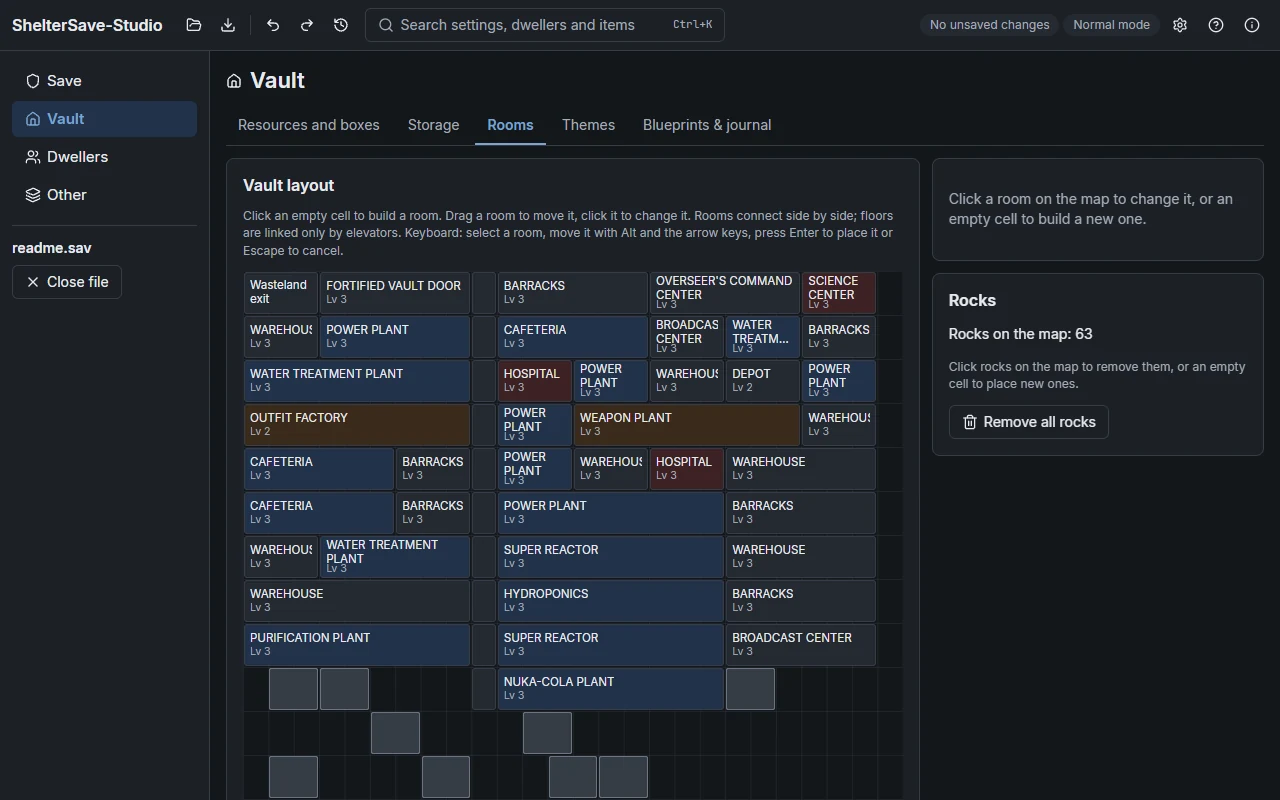 ShelterSave-Studio
Search settings, dwellers and items
Ctrl+K
No unsaved changes
Normal mode
Save
Vault
Dwellers
Other
readme.sav
Close file
Vault
Resources and boxes
Storage
Rooms
Themes
Blueprints & journal
Vault layout
Click an empty cell to build a room. Drag a room to move it, click it to change it. Rooms connect side by side; floors
are linked only by elevators. Keyboard: select a room, move it with Alt and the arrow keys, press Enter to place it or
Escape to cancel.
Wasteland
exit
FORTIFIED VAULT DOOR
Lv 3
BARRACKS
Lv 3
OVERSEER'S COMMAND
CENTER
Lv 3
SCIENCE
CENTER
Lv 3
WAREHOUS
Lv 3
POWER PLANT
Lv 3
CAFETERIA
Lv 3
BROADCAS
CENTER
Lv 3
WATER
TREATM...
Lv 3
BARRACKS
Lv 3
WATER TREATMENT PLANT
Lv 3
HOSPITAL
Lv 3
POWER
PLANT
Lv 3
WAREHOUS
Lv 3
DEPOT
Lv 2
POWER
PLANT
Lv 3
OUTFIT FACTORY
Lv 2
POWER
PLANT
Lv 3
WEAPON PLANT
Lv 3
WAREHOUS
Lv 3
CAFETERIA
Lv 3
BARRACKS
Lv 3
POWER
PLANT
Lv 3
WAREHOUS
Lv 3
HOSPITAL
Lv 3
WAREHOUSE
Lv 3
CAFETERIA
Lv 3
BARRACKS
Lv 3
POWER PLANT
Lv 3
BARRACKS
Lv 3
WAREHOUS
Lv 3
WATER TREATMENT
PLANT
Lv 3
SUPER REACTOR
Lv 3
WAREHOUSE
Lv 3
WAREHOUSE
Lv 3
HYDROPONICS
Lv 3
BARRACKS
Lv 3
PURIFICATION PLANT
Lv 3
SUPER REACTOR
Lv 3
BROADCAST CENTER
Lv 3
NUKA-COLA PLANT
Lv 3
Click a room on the map to change it, or an
empty cell to build a new one.
Rocks
Rocks on the map: 63
Click rocks on the map to remove them, or an empty
cell to place new ones.
Remove all rocks